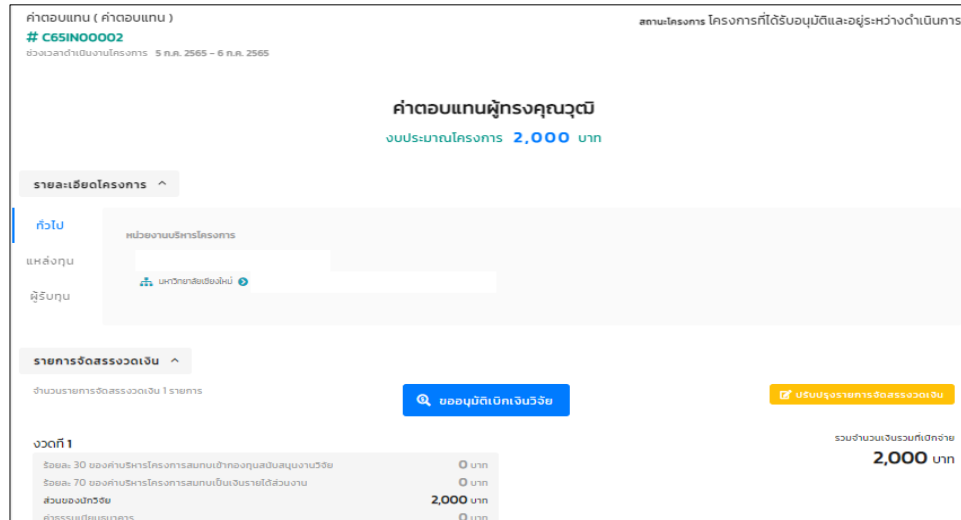 ค่าตอบแทน ( ค่าตอบแทน )
สถานะโครงการ โครงการที่ได้รับอนุมัติและอยู่ระหว่างดำเนินการ
# C65IN00002
ช่วงเวลาดำเนินงานโครงการ 5 ก.ค. 2565 – 6 ก.ค. 2565
ค่าตอบแทนผู้ทรงคุณวุฒิ
งบประมาณโครงการ 2,000 บาท
รายละเอียดโครงการ
ทั่วไป
หน่วยงานบริหารโครงการ
แหล่งทุน
มหาวิทยาลัยเชียงใหม่
ผู้รับทุน
รายการจัดสรรงวดเงิน
จำนวนรายการจัดสรรงวดเงิน 1 รายการ
ขออนุมัติเบิกเงินวิจัย
ปรับปรุงรายการจัดสรรงวดเงิน
งวดที่ 1
รวมจำนวนเงินรวมที่เบิกจ่าย
2,000 บาท
ร้อยละ 30 ของค่าบริหารโครงการสมทบเข้ากองทุนสนับสนุนงานวิจัย 0 บาท
ร้อยละ 70 ของค่าบริหารโครงการสมทบเป็นเงินรายได้ส่วนงาน 0 บาท
ส่วนของนักวิจัย 2,000 บาท
ค่าธรรมเนียมธนาคาร 0 บาท